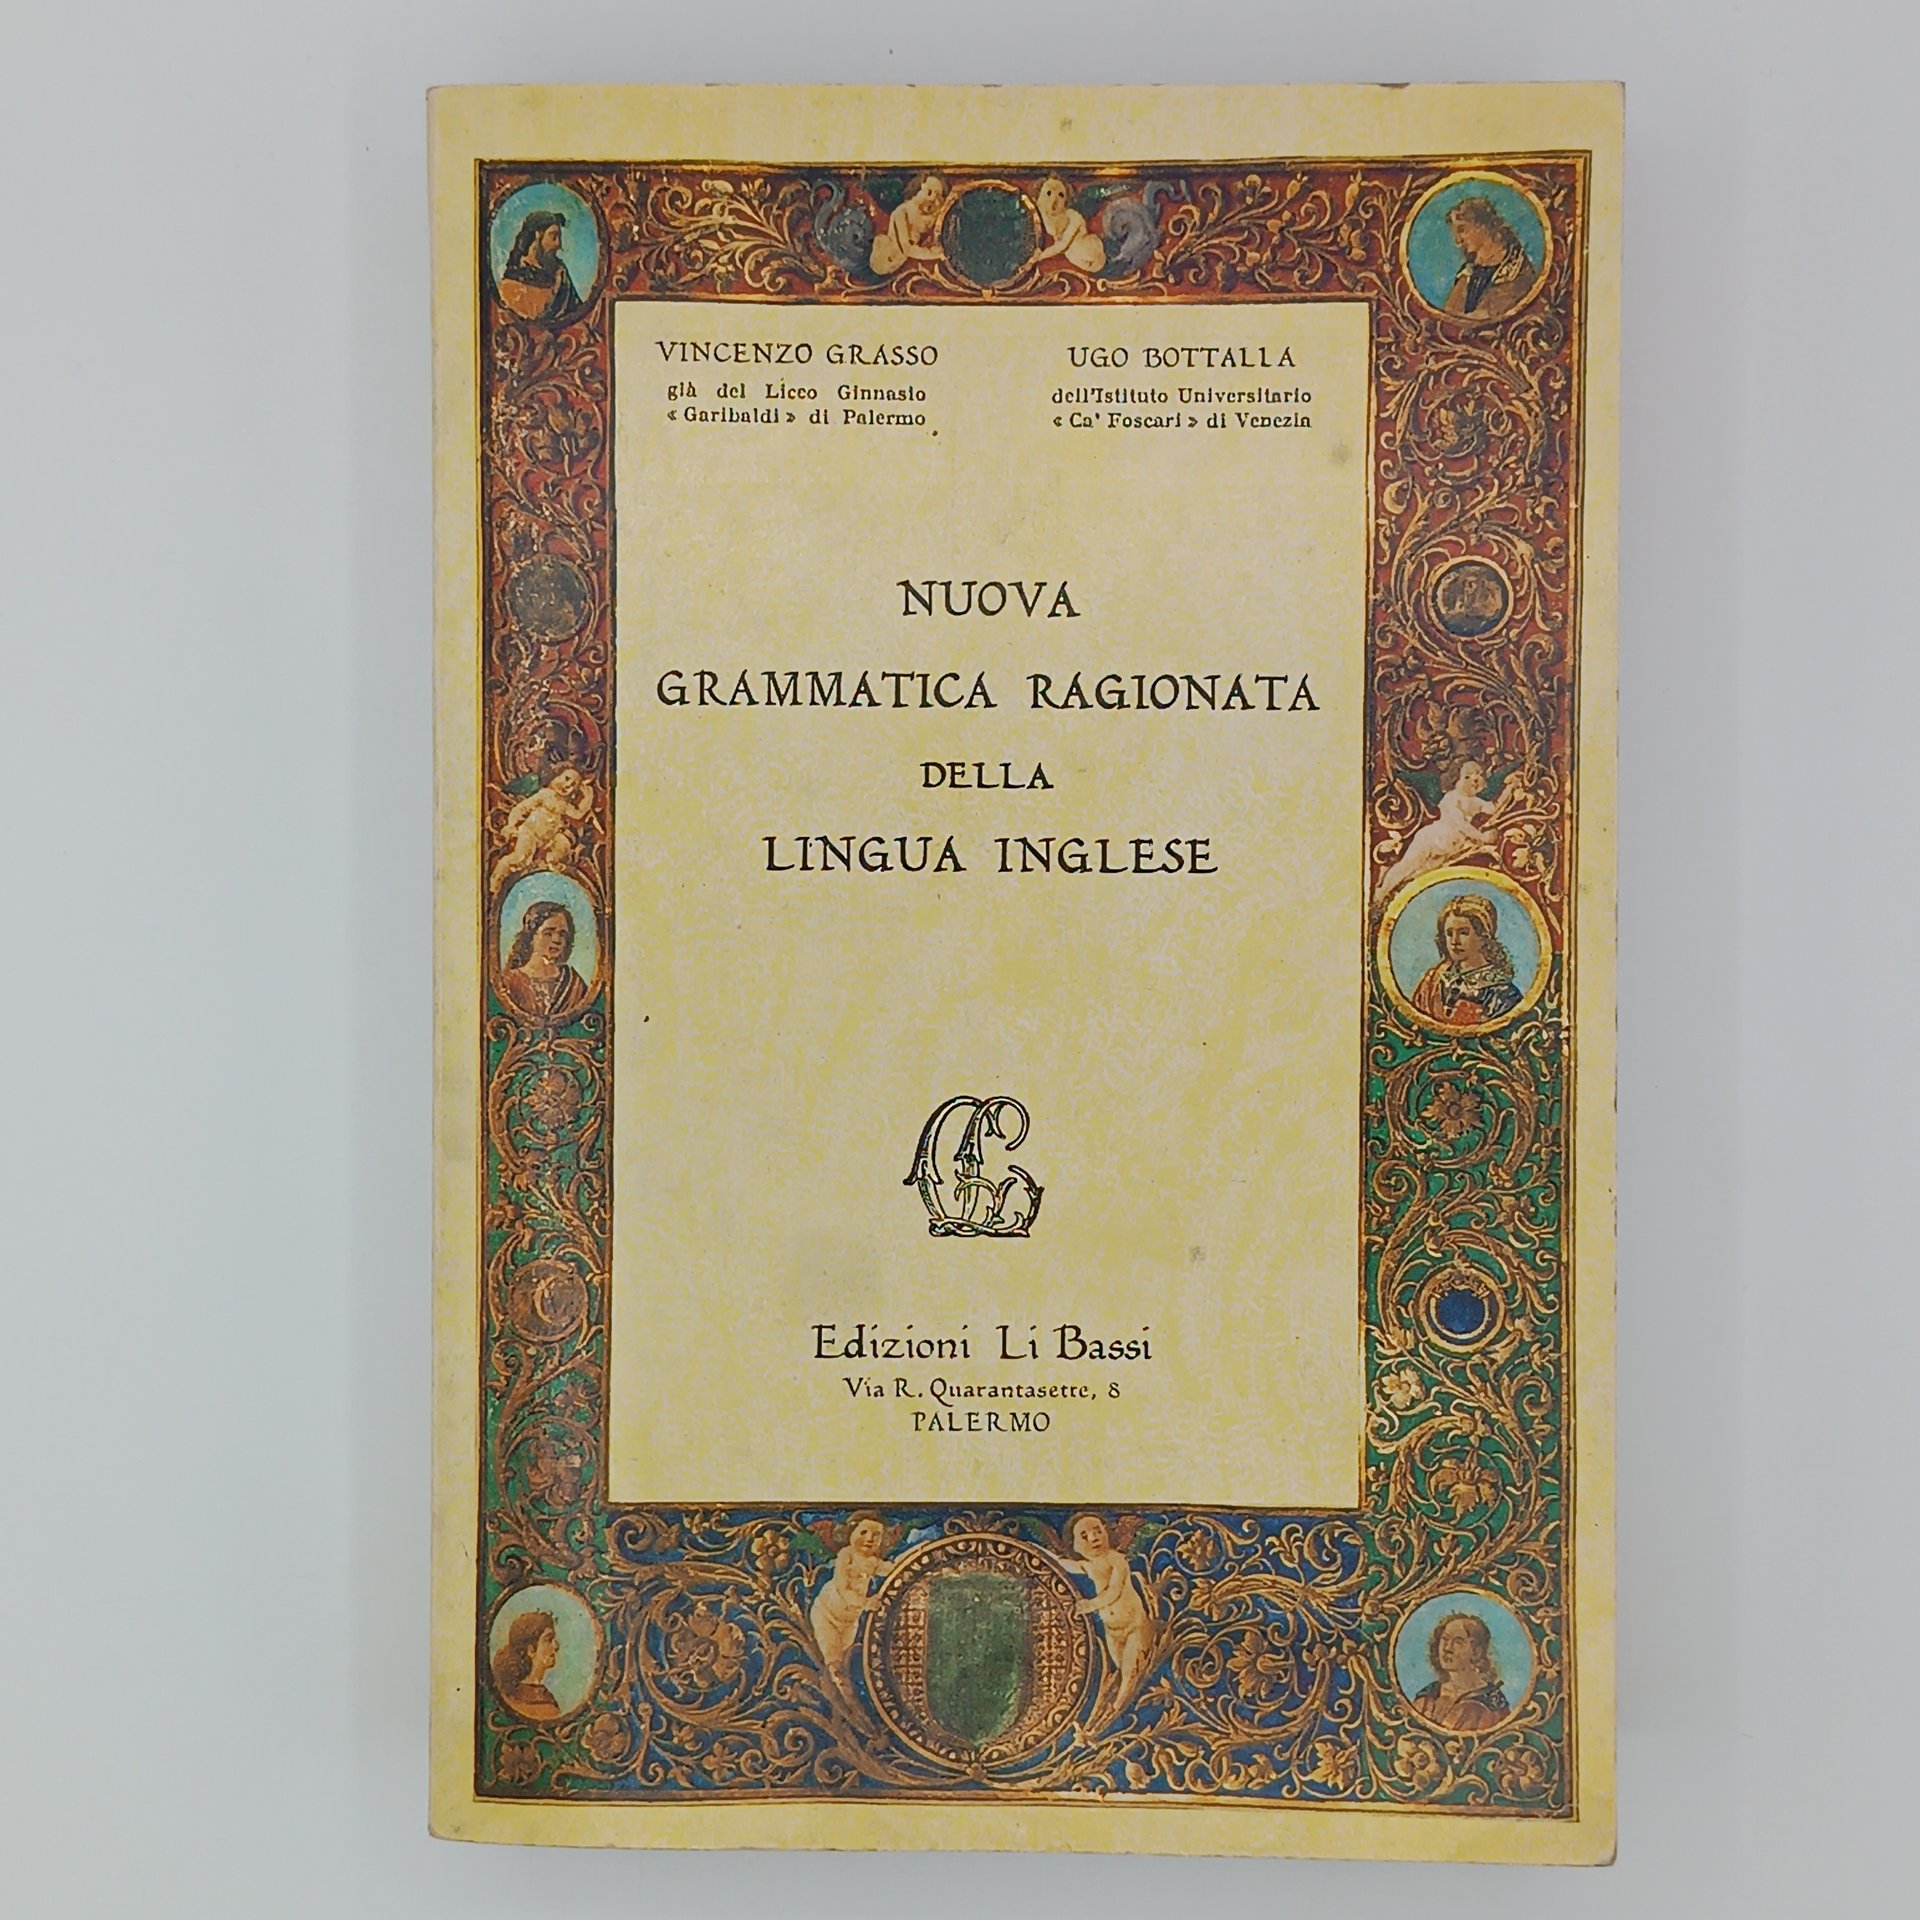 VINCENZO GRASSO
già del Liceo Ginnasio
« Garibaldi » di Palermo
UGO BOTTALLA
dell'Istituto Universitario
« Ca' Foscari » di Venezia
NUOVA
GRAMMATICA RAGIONATA
DELLA
LINGUA INGLESE
Edizioni Li Bassi
Via R. Quarantasette, 8
PALERMO